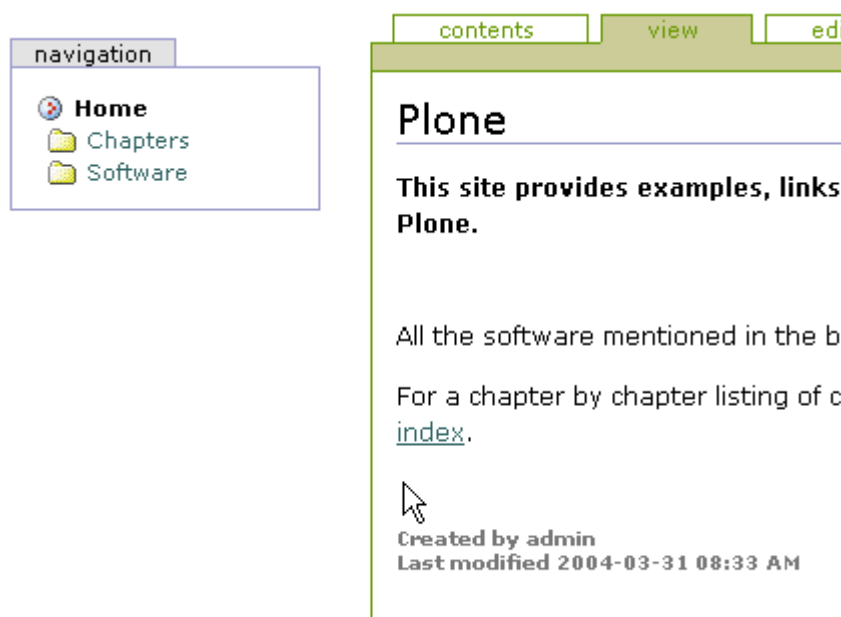 contents view
navigation
Home
Chapters
Software
Plone
This site provides examples, links
Plone.
All the software mentioned in the
For a chapter by chapter listing of
index.
Created by admin
Last modified 2004-03-31 08:33 AM